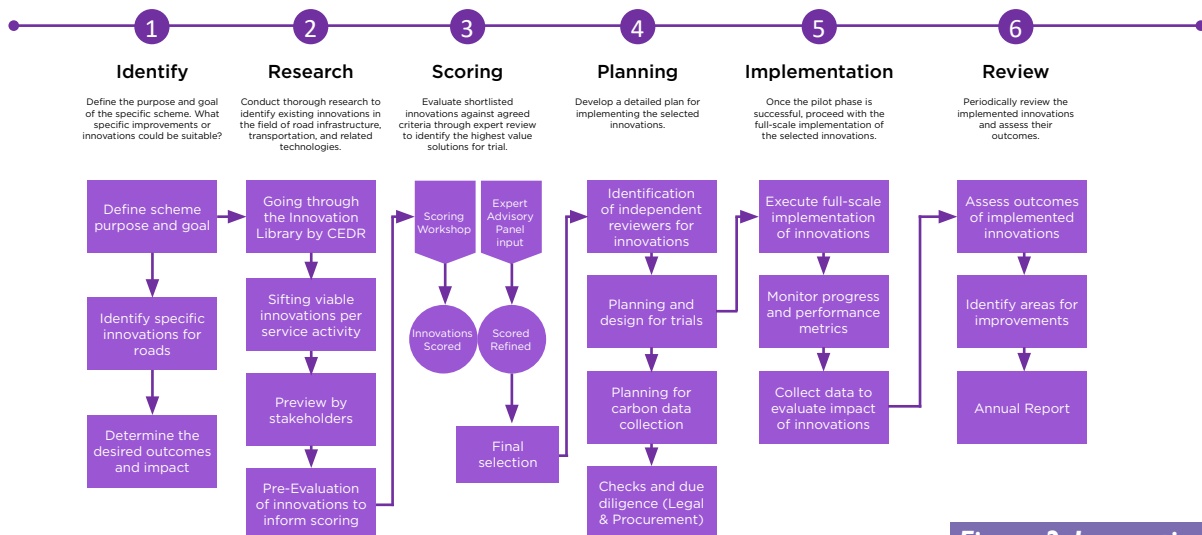 1
2
3
4
5
6
Identify
Define the purpose and goal
of the specific scheme. What
specific improvements or
innovations could be suitable?
Research
Conduct thorough research to
identify existing innovations in
the field of road infrastructure,
transportation, and related
technologies.
Scoring
Evaluate shortlisted
innovations against agreed
criteria through expert review
to identify the highest value
solutions for trial.
Planning
Develop a detailed plan for
implementing the selected
innovations.
Implementation
Once the pilot phase is
successful, proceed with the
full-scale implementation of
the selected innovations.
Review
Periodically review the
implemented innovations
and assess their
outcomes.
Define scheme
purpose and goal
Identify specific
innovations for
roads
Determine the
desired outcomes
and impact
Going through
the Innovation
Library by CEDR
Sifting viable
innovations per
service activity
Preview by
stakeholders
Pre-Evaluation
of innovations to
inform scoring
Scoring
Workshop
Expert
Advisory
Panel
input
Innovations
Scored
Scored
Refined
Final
selection
Identification
of independent
reviewers for
innovations
Planning and
design for trials
Planning for
carbon data
collection
Checks and due
diligence (Legal
& Procurement)
Execute full-scale
implementation
of innovations
Monitor progress
and performance
metrics
Collect data to
evaluate impact
of innovations
Assess outcomes
of implemented
innovations
Identify areas for
improvements
Annual Report